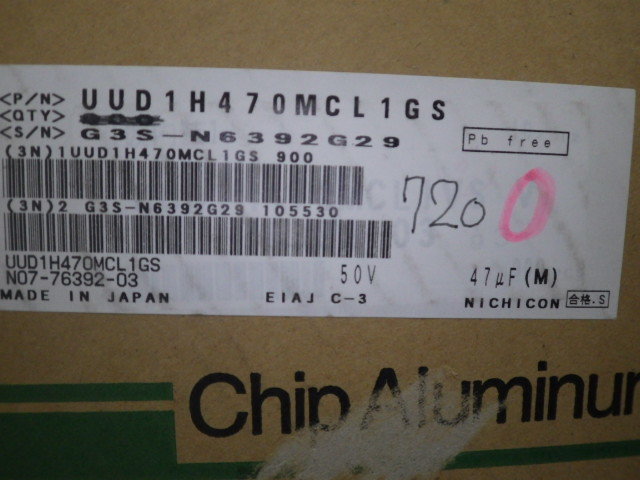 <P/N> UUD1H470MCL1GS
<QTY>
<S/N> G3S-N6392G29
Pb free
(3N)1UUD1H470MCL1GS 900
720 0
(3N)2 G3S-N6392G29 105530
UUD1H470MCL1GS 50V 47µF(M)
N07-76392-03
MADE IN JAPAN EIAJ C-3 NICHICON 合格.S
Chip Aluminum